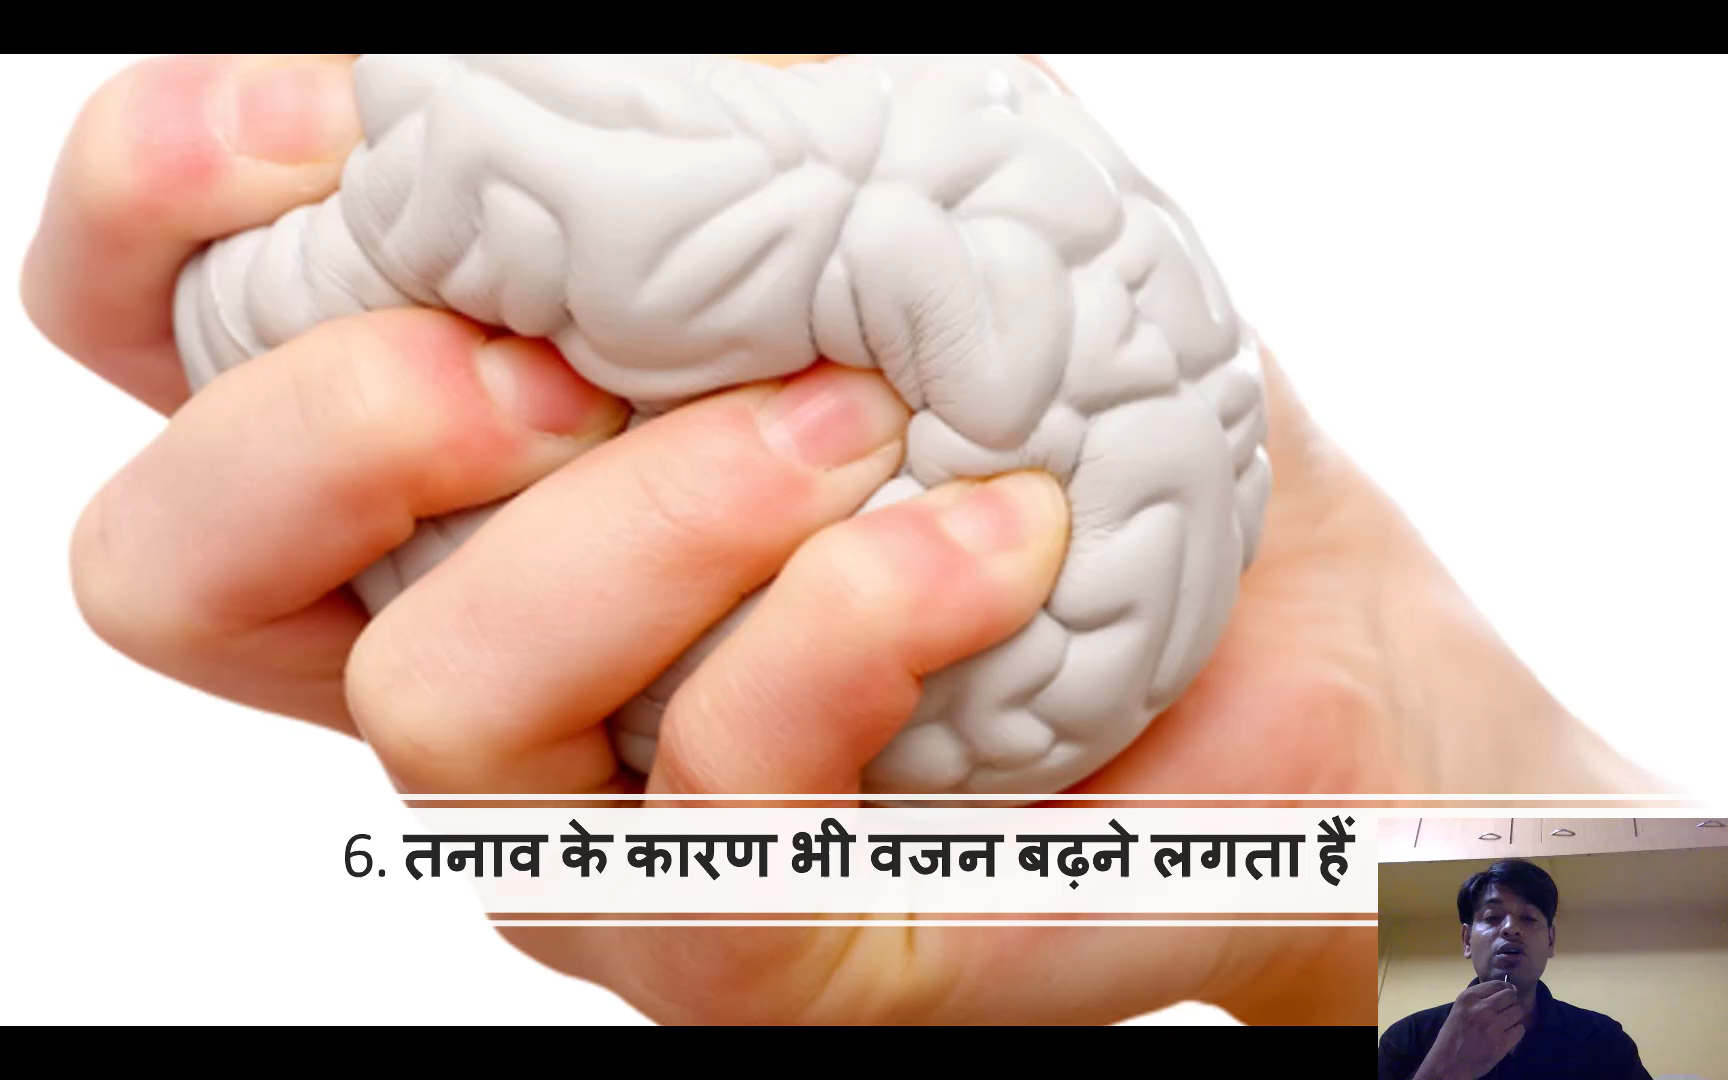 6. तनाव के कारण भी वजन बढ़ने लगता हैं